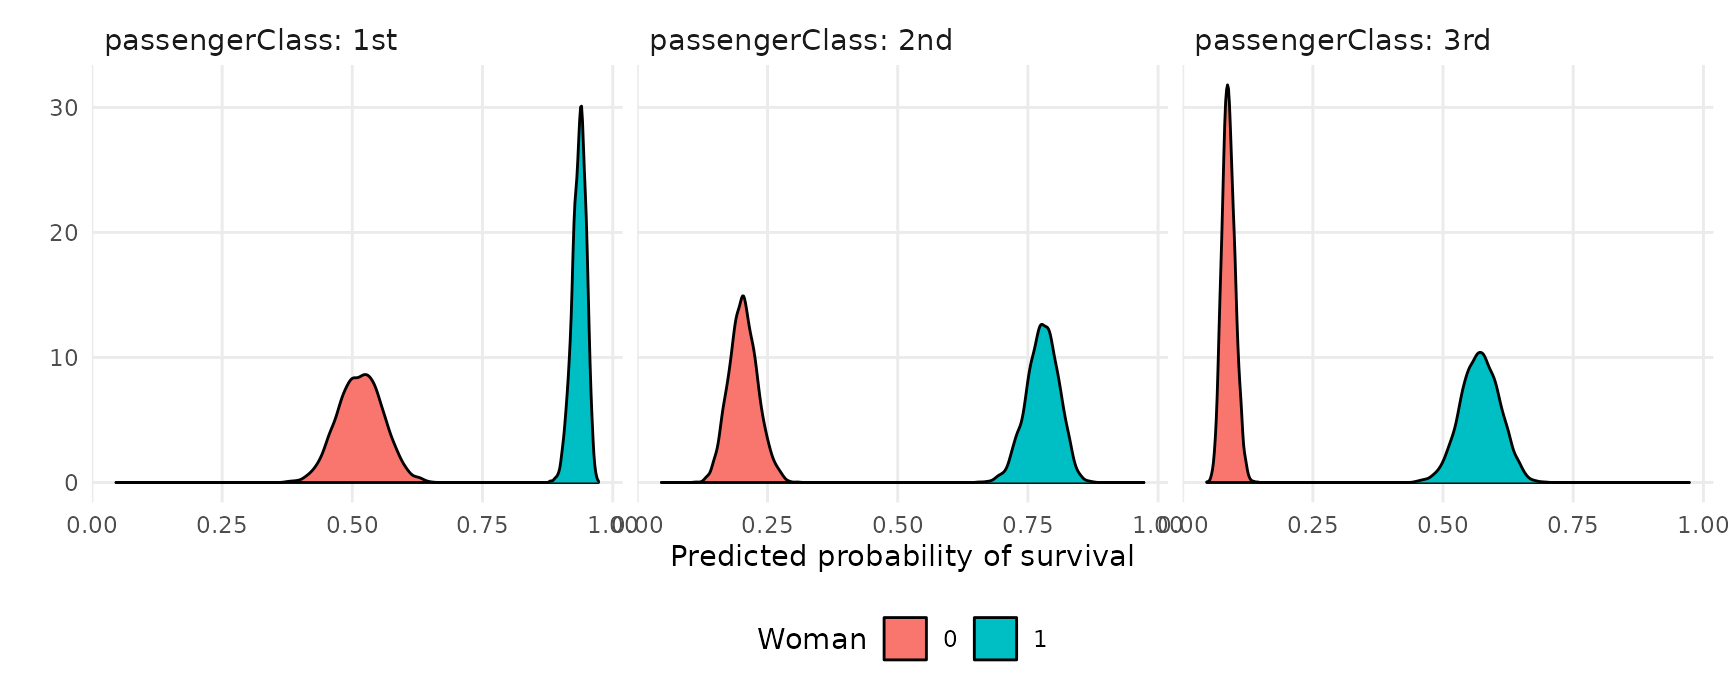 passengerClass: 1st passengerClass: 2nd passengerClass: 3rd
30
20
10
0
0.00 0.25 0.50 0.75 1.00 0.00 0.25 0.50 0.75 1.00 0.00 0.25 0.50 0.75 1.00
Predicted probability of survival
Woman 0 1